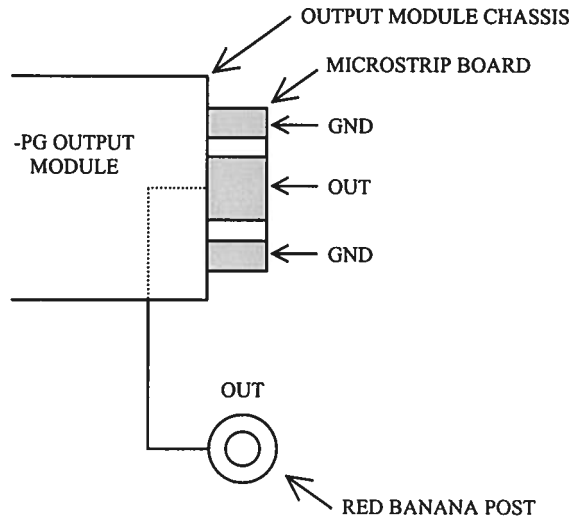 OUTPUT MODULE CHASSIS
MICROSTRIP BOARD
GND
-PG OUTPUT
MODULE
OUT
GND
OUT
RED BANANA POST